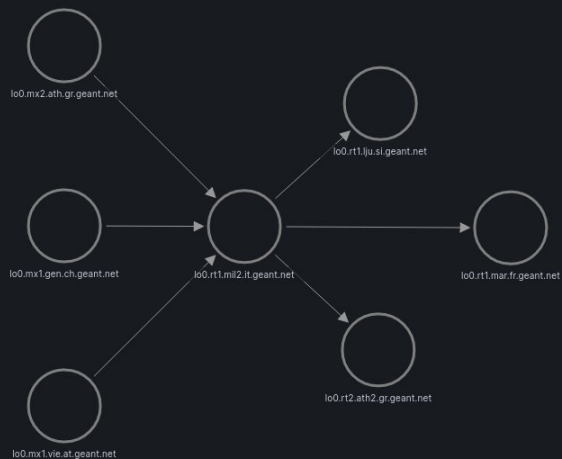 lo0.mx2.ath.gr.geant.net
lo0.rt1.lju.si.geant.net
lo0.mx1.gen.ch.geant.net
lo0.rt1.mil2.it.geant.net
lo0.rt1.mar.fr.geant.net
lo0.rt2.ath2.gr.geant.net
lo0.mx1.vie.at.geant.net